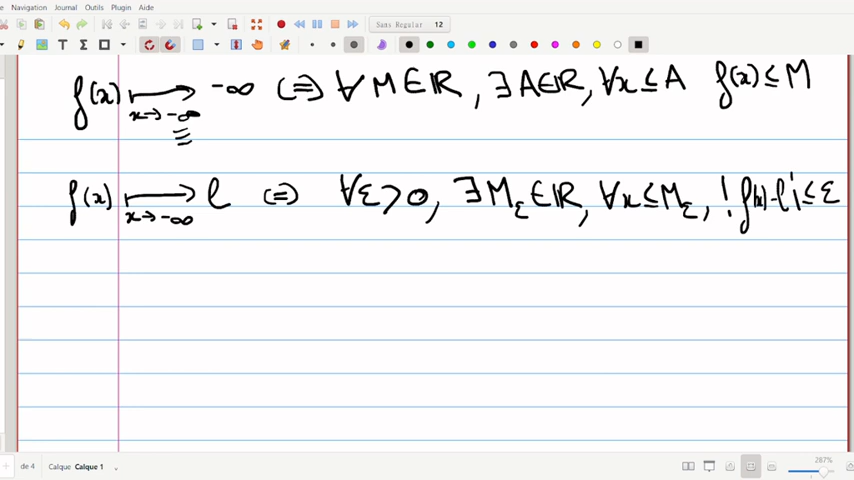 Navigation Journal Outils Plugin Aide
Sans Regular 12
f(x) ⟼ -∞ (=) ∀ M ∈ ℝ, ∃ A ∈ ℝ, ∀x ≤ A f(x) ≤ M
x → -∞
f(x) ⟼ l (=) ∀ε > 0, ∃ M_ε ∈ ℝ, ∀x ≤ M_ε, |f(x)-l| ≤ ε
x → -∞
de 4 Calque Calque 1 287%